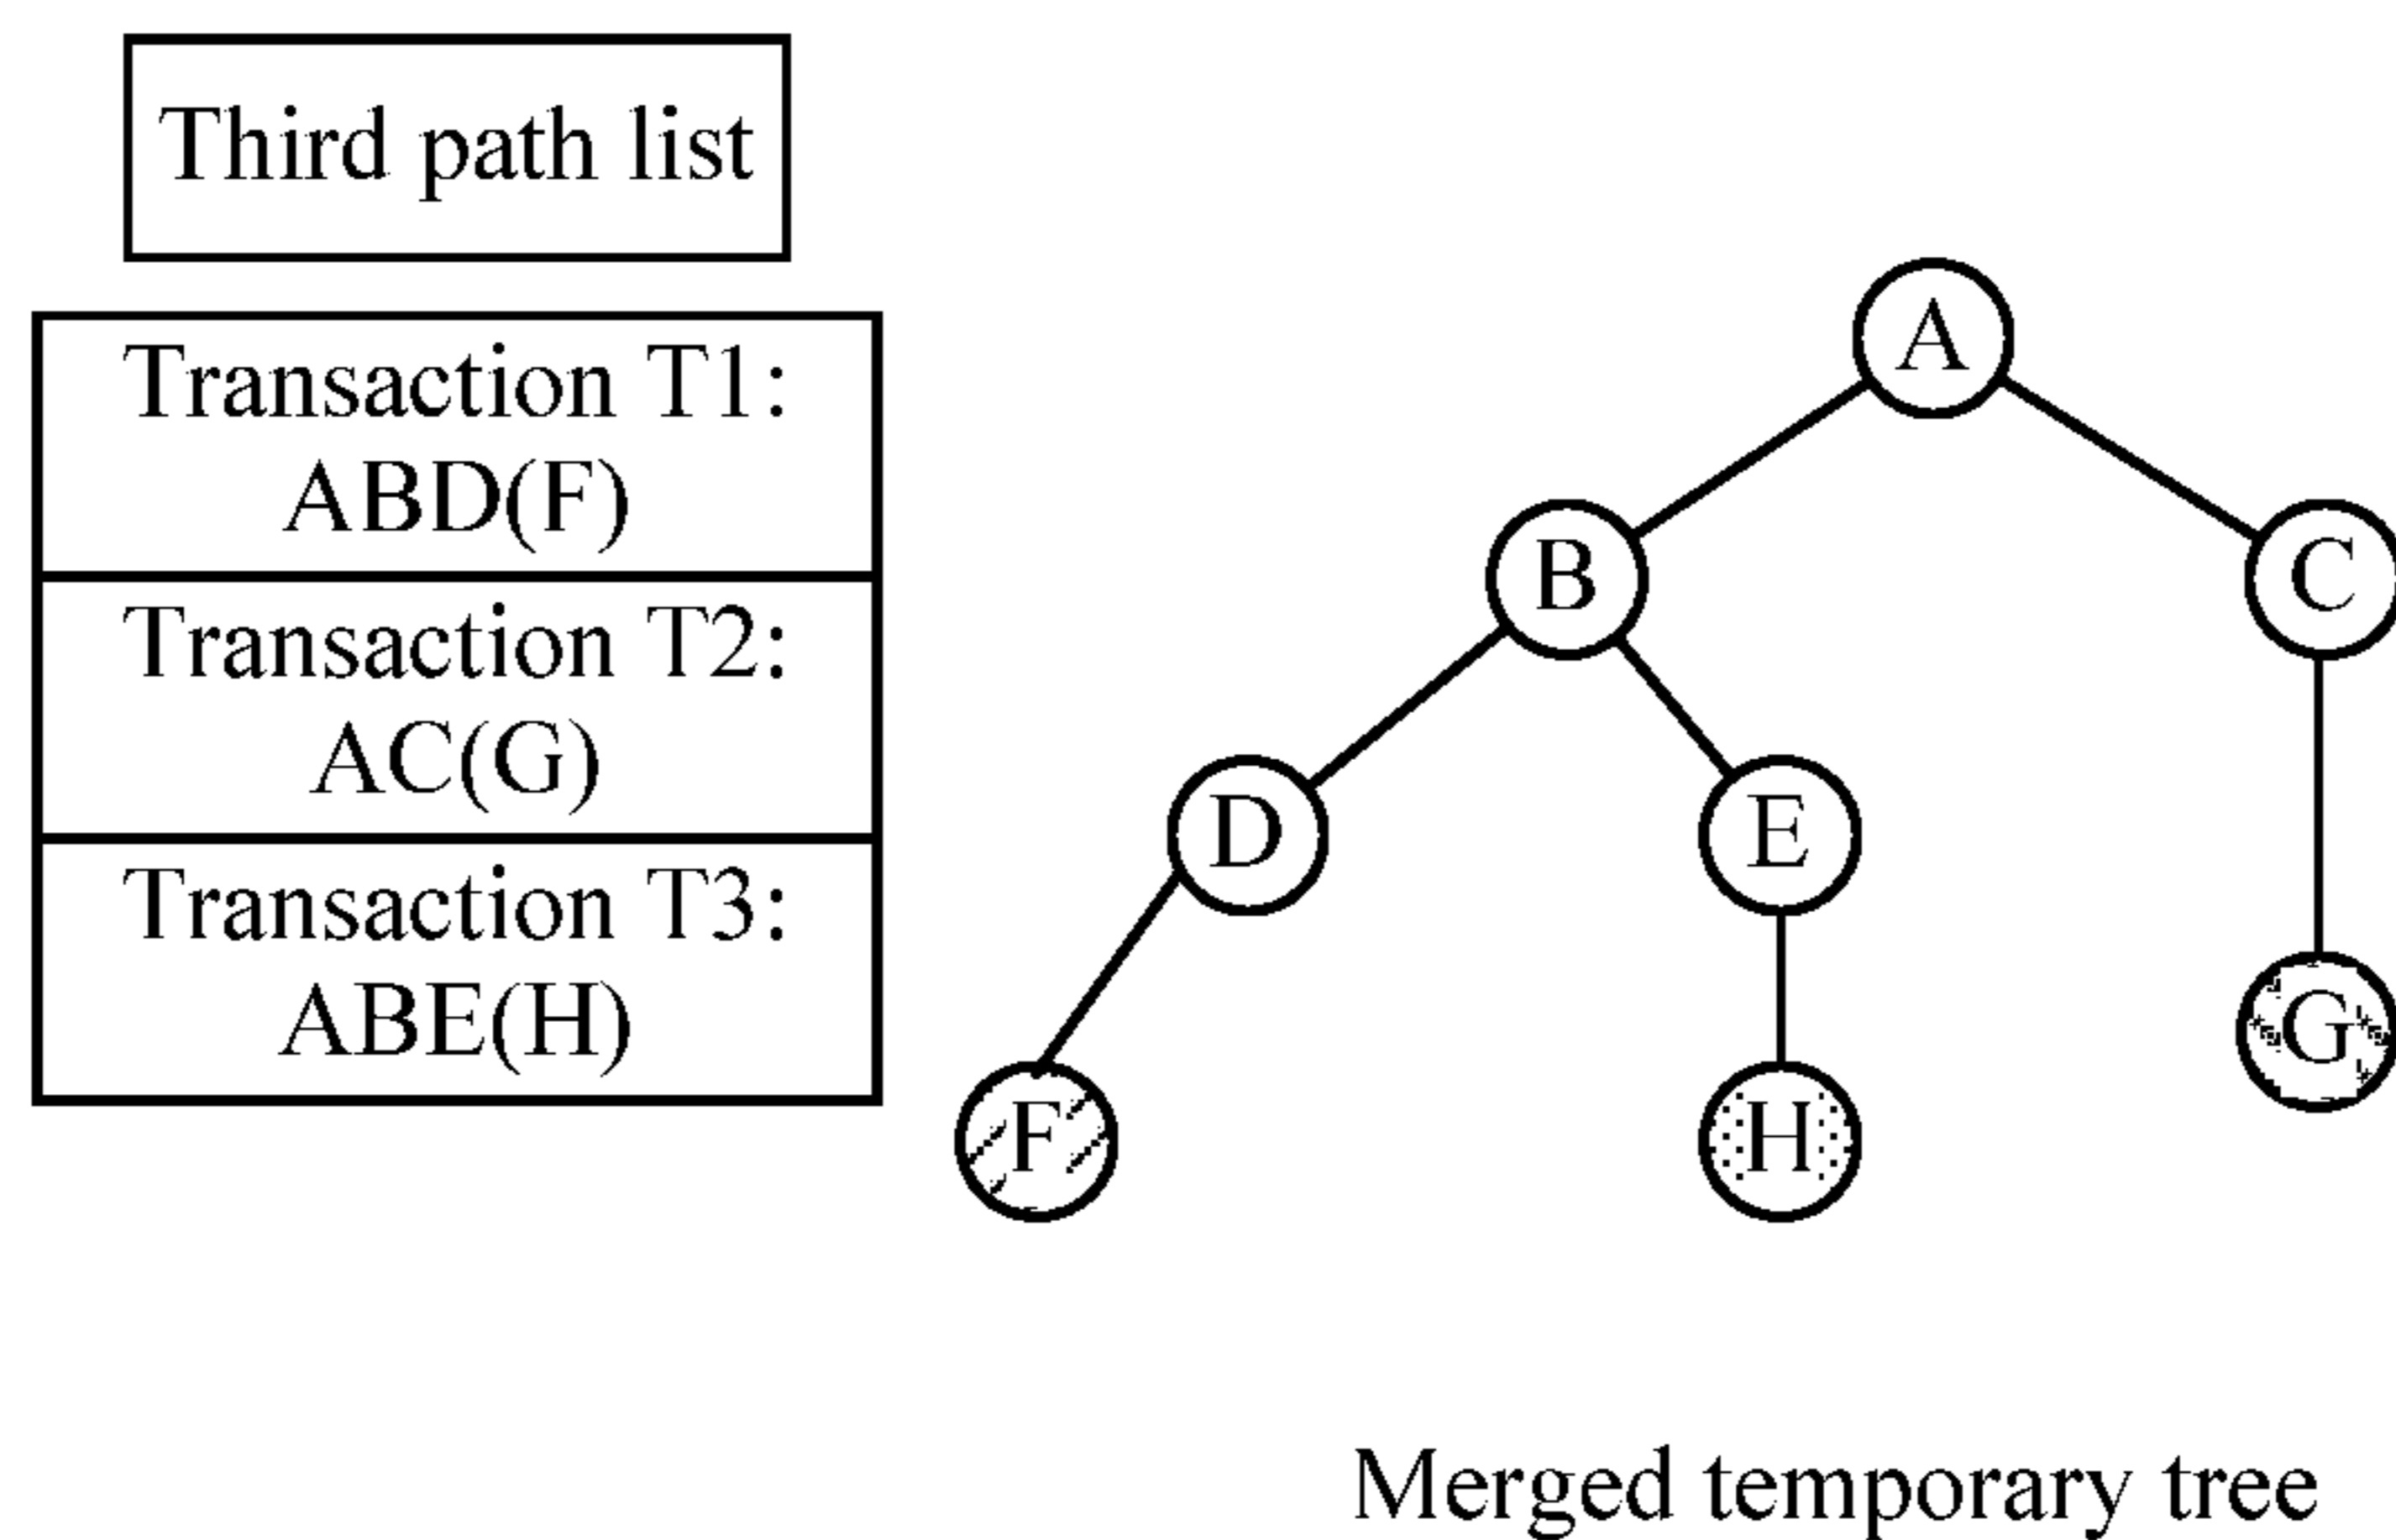 Third path list
Transaction T1:
ABD(F)
Transaction T2:
AC(G)
Transaction T3:
ABE(H)
A
B
C
D
E
F
H
G
Merged temporary tree